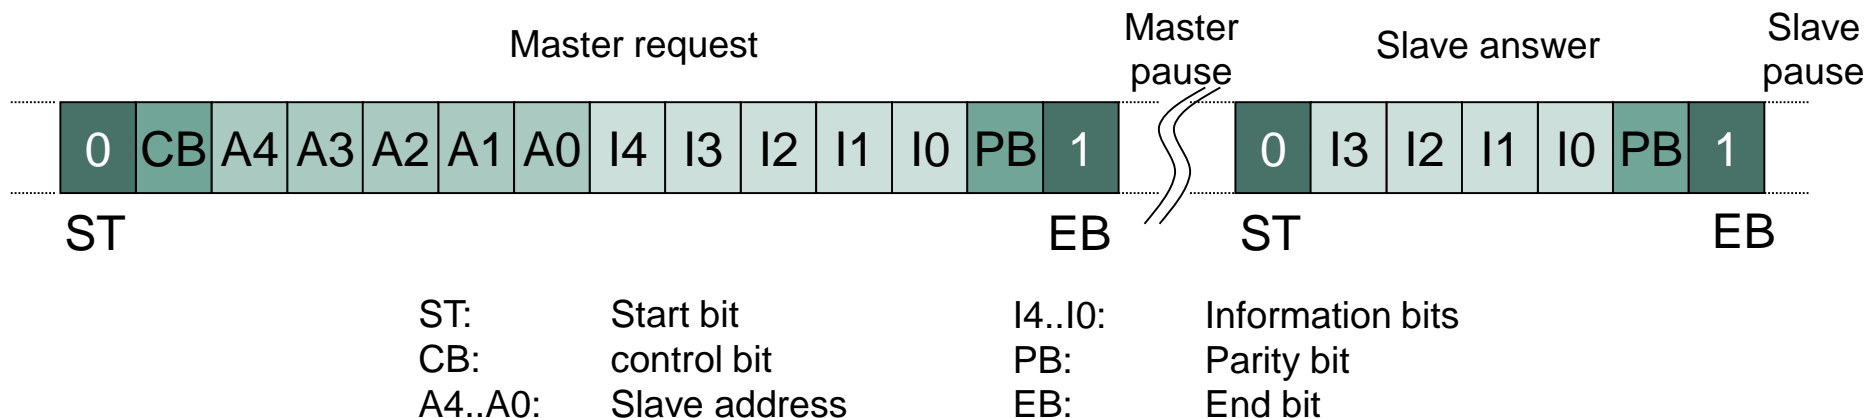 Master request
Master
pause
Slave answer
Slave
pause
0 CB A4 A3 A2 A1 A0 I4 I3 I2 I1 I0 PB 1
0 I3 I2 I1 I0 PB 1
ST EB ST EB
ST: Start bit I4..I0: Information bits
CB: control bit PB: Parity bit
A4..A0: Slave address EB: End bit